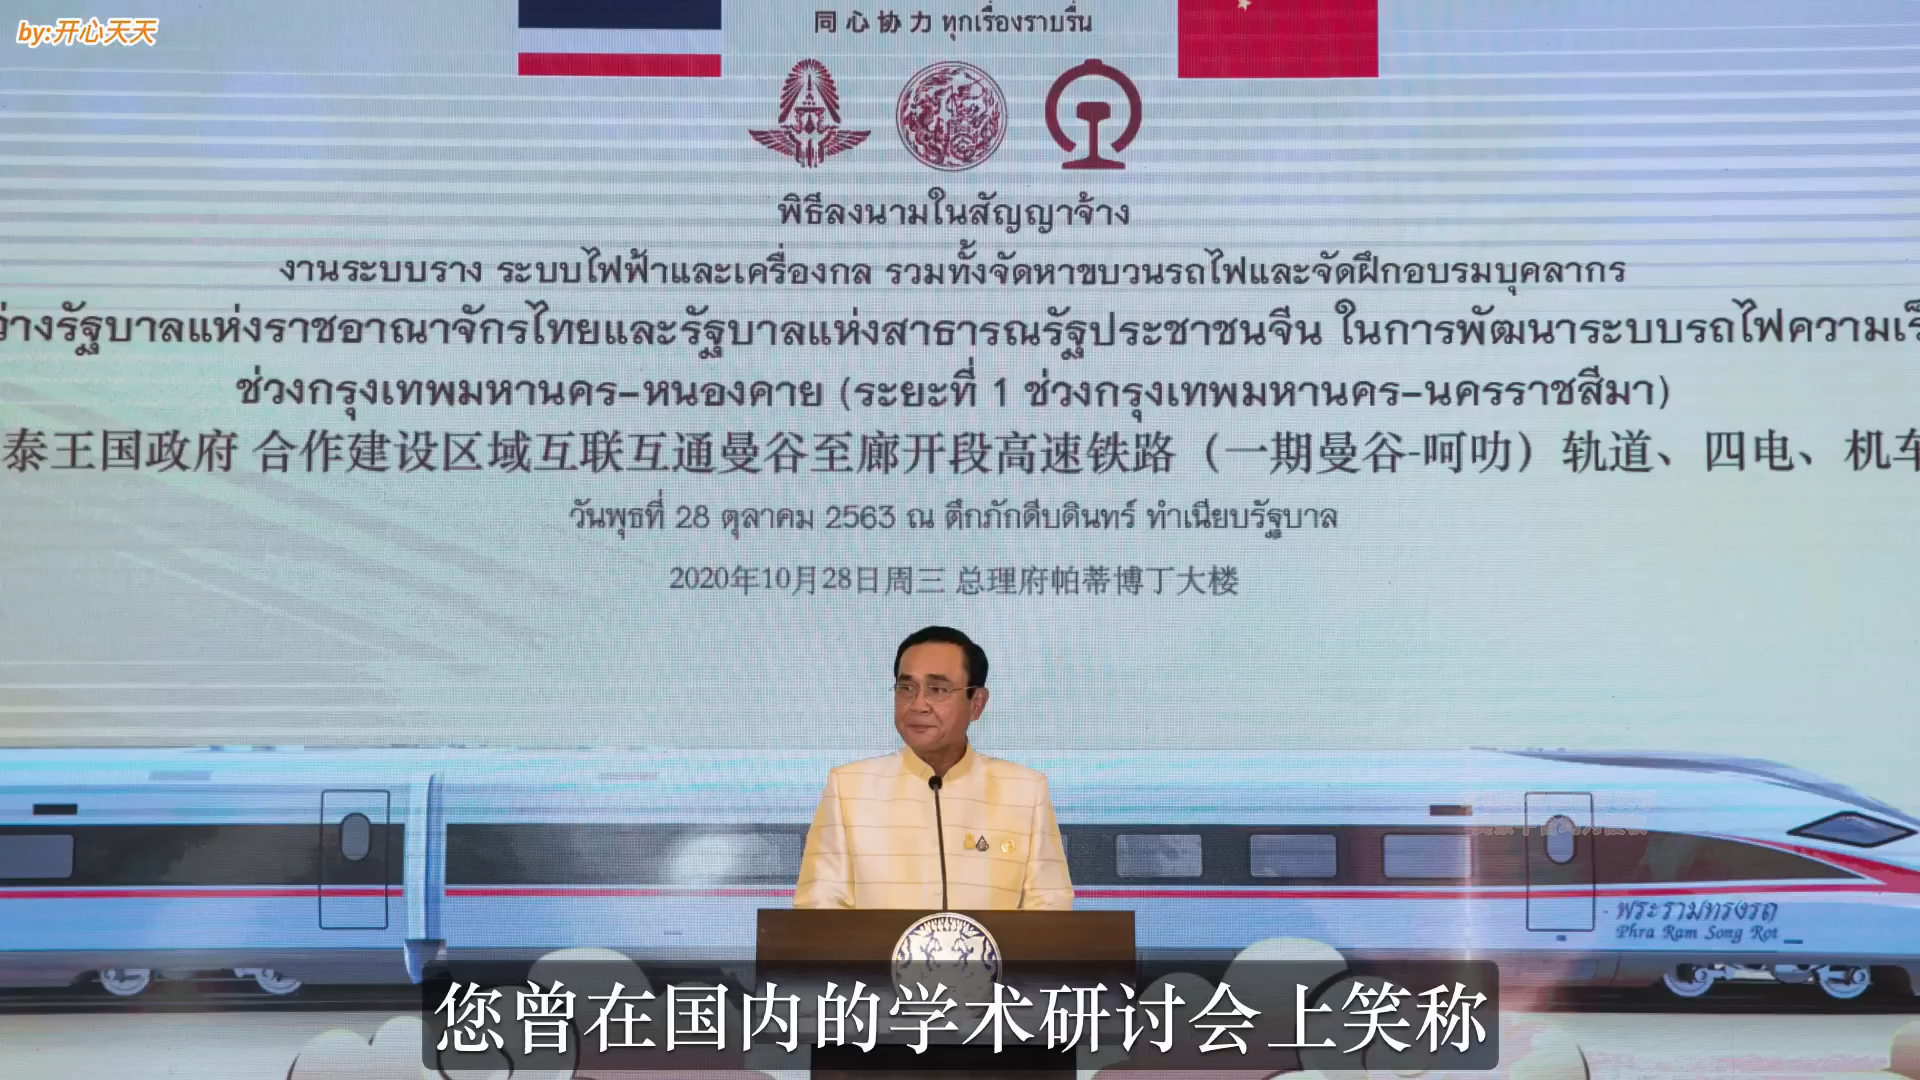 by:开心天天
同心协力 ทุกเรื่องราบรื่น
พิธีลงนามในสัญญาจ้าง
งานระบบราง ระบบไฟฟ้าและเครื่องกล รวมทั้งจัดหาขบวนรถไฟและจัดฝึกอบรมบุคลากร
ว่างรัฐบาลแห่งราชอาณาจักรไทยและรัฐบาลแห่งสาธารณรัฐประชาชนจีน ในการพัฒนาระบบรถไฟความเร็
ช่วงกรุงเทพมหานคร-หนองคาย (ระยะที่ 1 ช่วงกรุงเทพมหานคร-นครราชสีมา)
泰王国政府 合作建设区域互联互通曼谷至廊开段高速铁路（一期曼谷-呵叻）轨道、四电、机车
วันพุธที่ 28 ตุลาคม 2563 ณ ตึกภักดีบดินทร์ ทำเนียบรัฐบาล
2020年10月28日周三 总理府帕蒂博丁大楼
พระรามทรงรถ
Phra Ram Song Rot
您曾在国内的学术研讨会上笑称